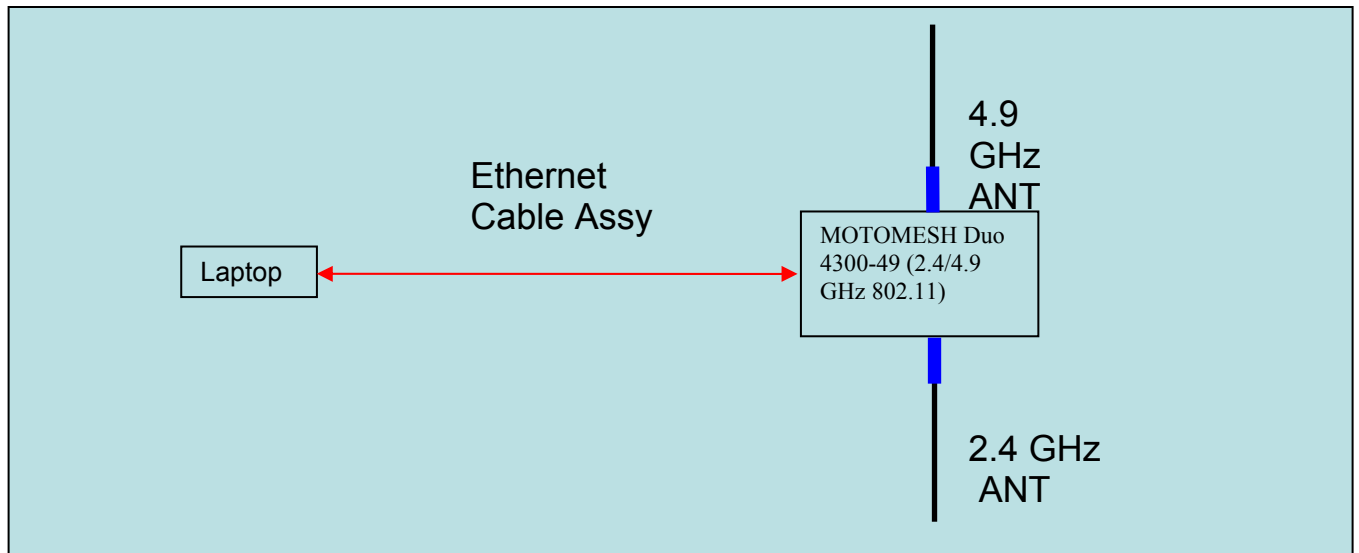 4.9
GHz
ANT
Ethernet
Cable Assy
MOTOMESH Duo
4300-49 (2.4/4.9
GHz 802.11)
Laptop
2.4 GHz
ANT